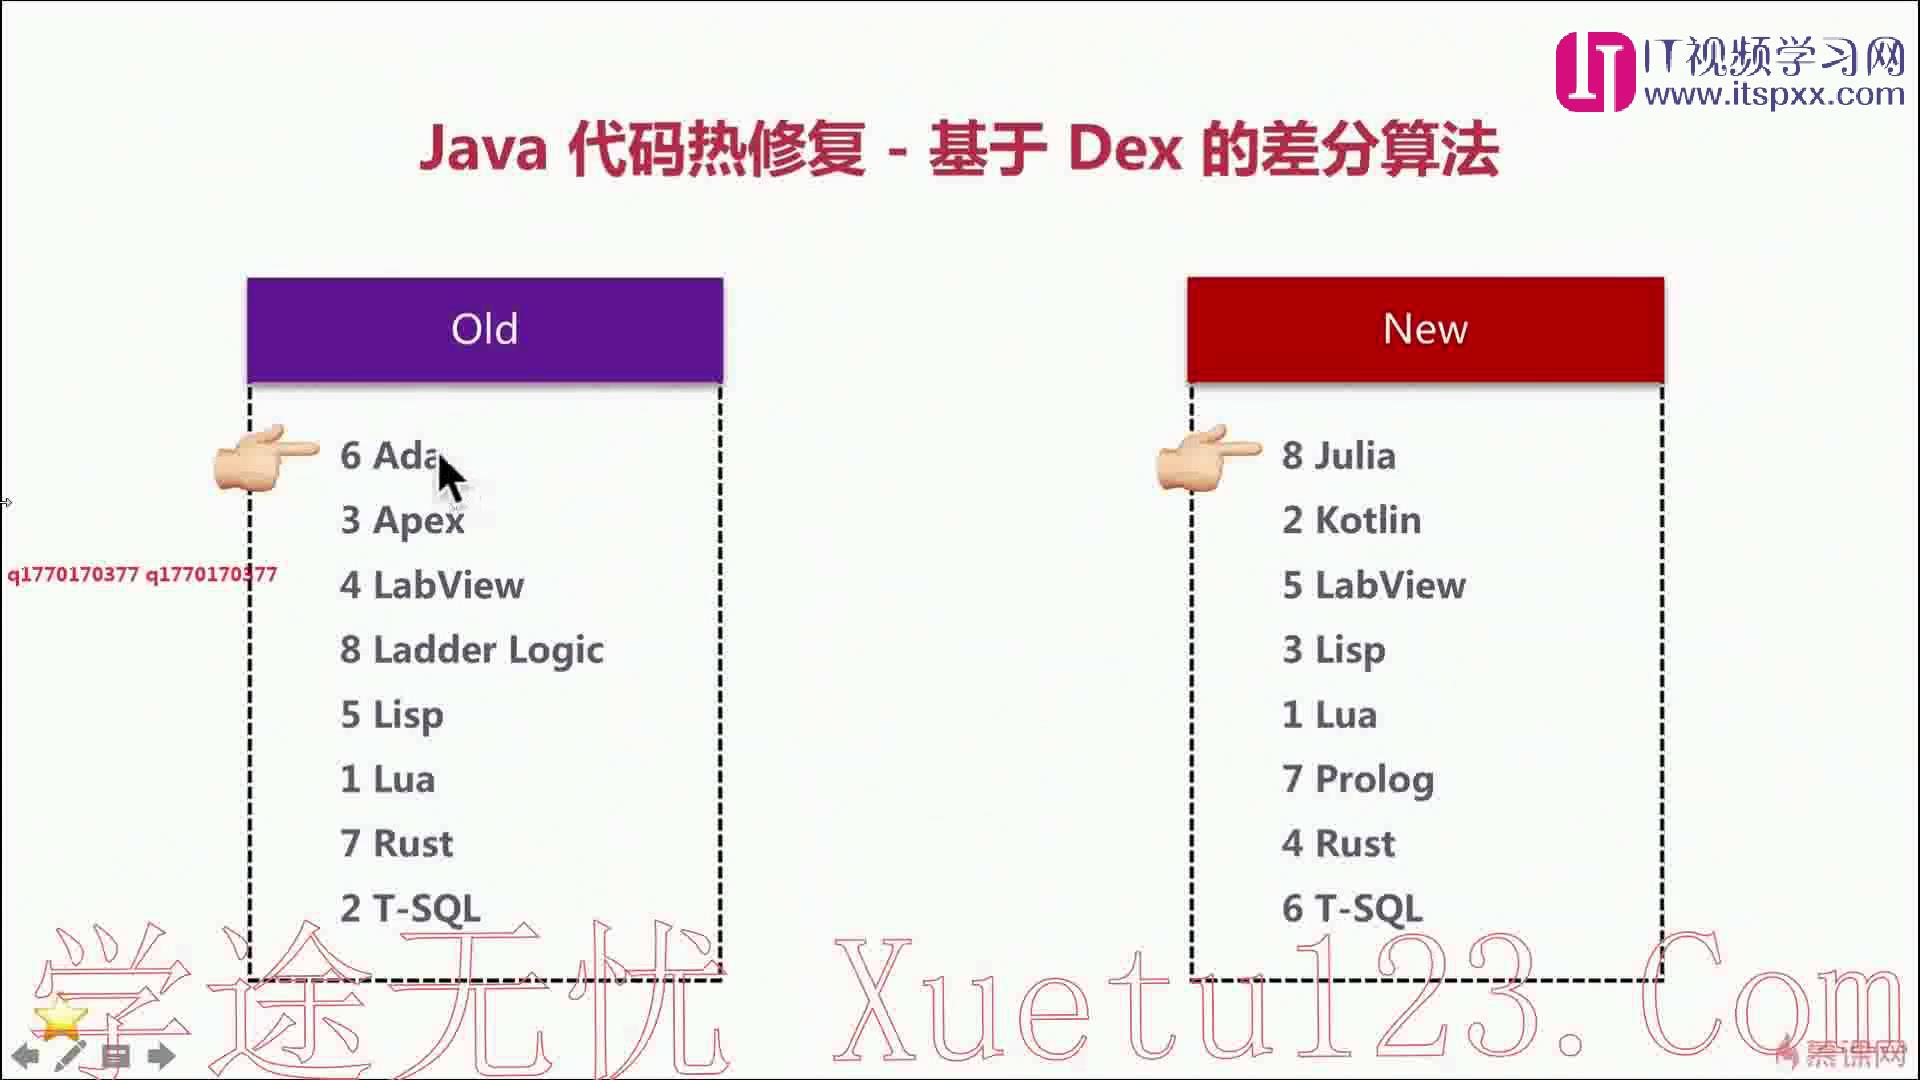 IT视频学习网
www.itspxx.com
Java 代码热修复 - 基于 Dex 的差分算法
Old
6 Ada
3 Apex
4 LabView
8 Ladder Logic
5 Lisp
1 Lua
7 Rust
2 T-SQL
New
8 Julia
2 Kotlin
5 LabView
3 Lisp
1 Lua
7 Prolog
4 Rust
6 T-SQL
q1770170377 q1770170377
学途无忧 Xuetu123.Com
慕课网